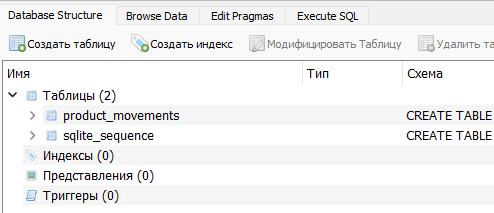 Database Structure Browse Data Edit Pragmas Execute SQL
Создать таблицу Создать индекс Модифицировать Таблицу Удалить та
Имя Тип Схема
Таблицы (2)
product_movements CREATE TABLE
sqlite_sequence CREATE TABLE
Индексы (0)
Представления (0)
Триггеры (0)